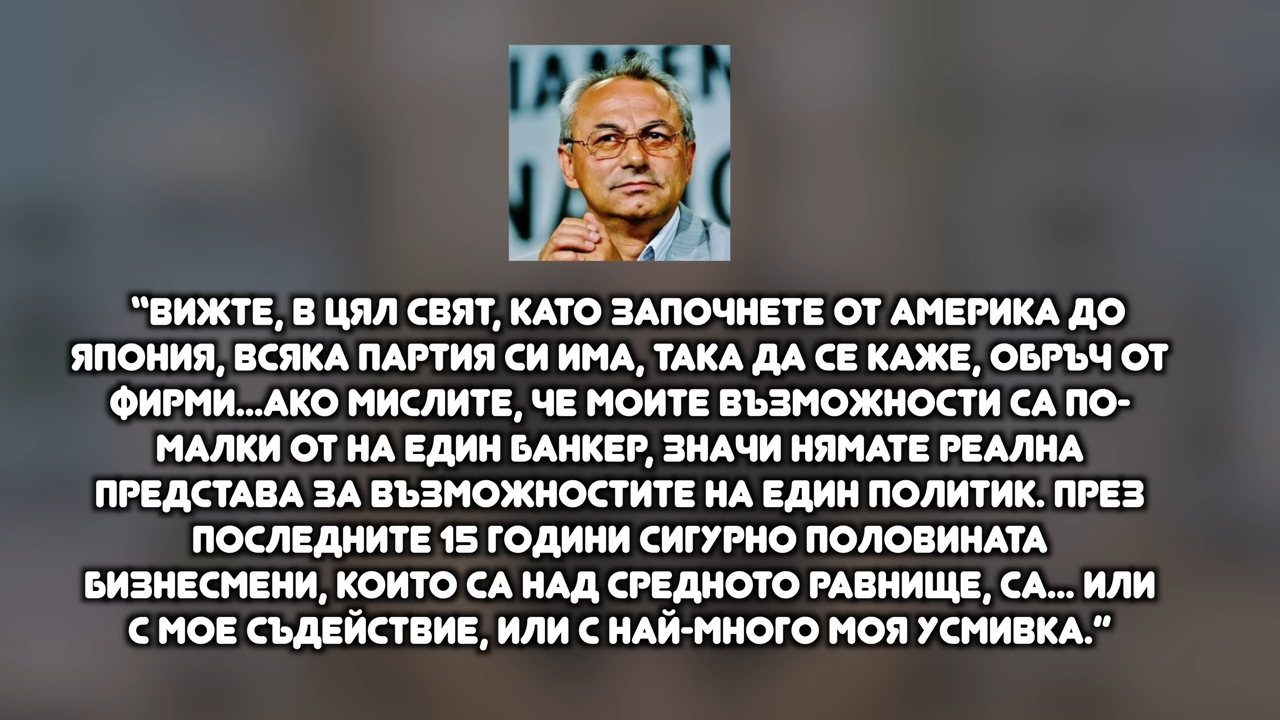 ІАМЕН
NA
"ВИЖТЕ, В ЦЯЛ СВЯТ, КАТО ЗАПОЧНЕТЕ ОТ АМЕРИКА ДО
ЯПОНИЯ, ВСЯКА ПАРТИЯ СИ ИМА, ТАКА ДА СЕ КАЖЕ, ОБРЪЧ ОТ
ФИРМИ...АКО МИСЛИТЕ, ЧЕ МОИТЕ ВЪЗМОЖНОСТИ СА ПО-
МАЛКИ ОТ НА ЕДИН БАНКЕР, ЗНАЧИ НЯМАТЕ РЕАЛНА
ПРЕДСТАВА ЗА ВЪЗМОЖНОСТИТЕ НА ЕДИН ПОЛИТИК. ПРЕЗ
ПОСЛЕДНИТЕ 15 ГОДИНИ СИГУРНО ПОЛОВИНАТА
БИЗНЕСМЕНИ, КОИТО СА НАД СРЕДНОТО РАВНИЩЕ, СА... ИЛИ
С МОЕ СЪДЕЙСТВИЕ, ИЛИ С НАЙ-МНОГО МОЯ УСМИВКА."